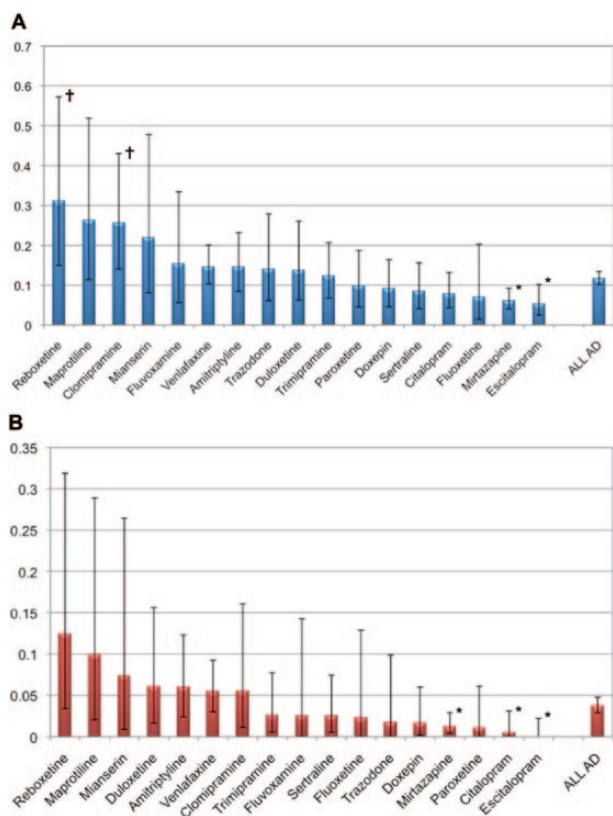 A
0.7
0.6
0.5
0.4
0.3
0.2
0.1
0
†
†
*
*
Reboxetine
Maprotiline
Clomipramine
Mianserin
Fluvoxamine
Venlafaxine
Amitriptyline
Trazodone
Duloxetine
Trimipramine
Paroxetine
Doxepin
Sertraline
Citalopram
Fluoxetine
Mirtazapine
Escitalopram
ALL AD
B
0.35
0.3
0.25
0.2
0.15
0.1
0.05
0
*
*
*
Reboxetine
Maprotiline
Mianserin
Duloxetine
Amitriptyline
Venlafaxine
Clomipramine
Trimipramine
Fluvoxamine
Sertraline
Fluoxetine
Trazodone
Doxepin
Mirtazapine
Paroxetine
Citalopram
Escitalopram
ALL AD